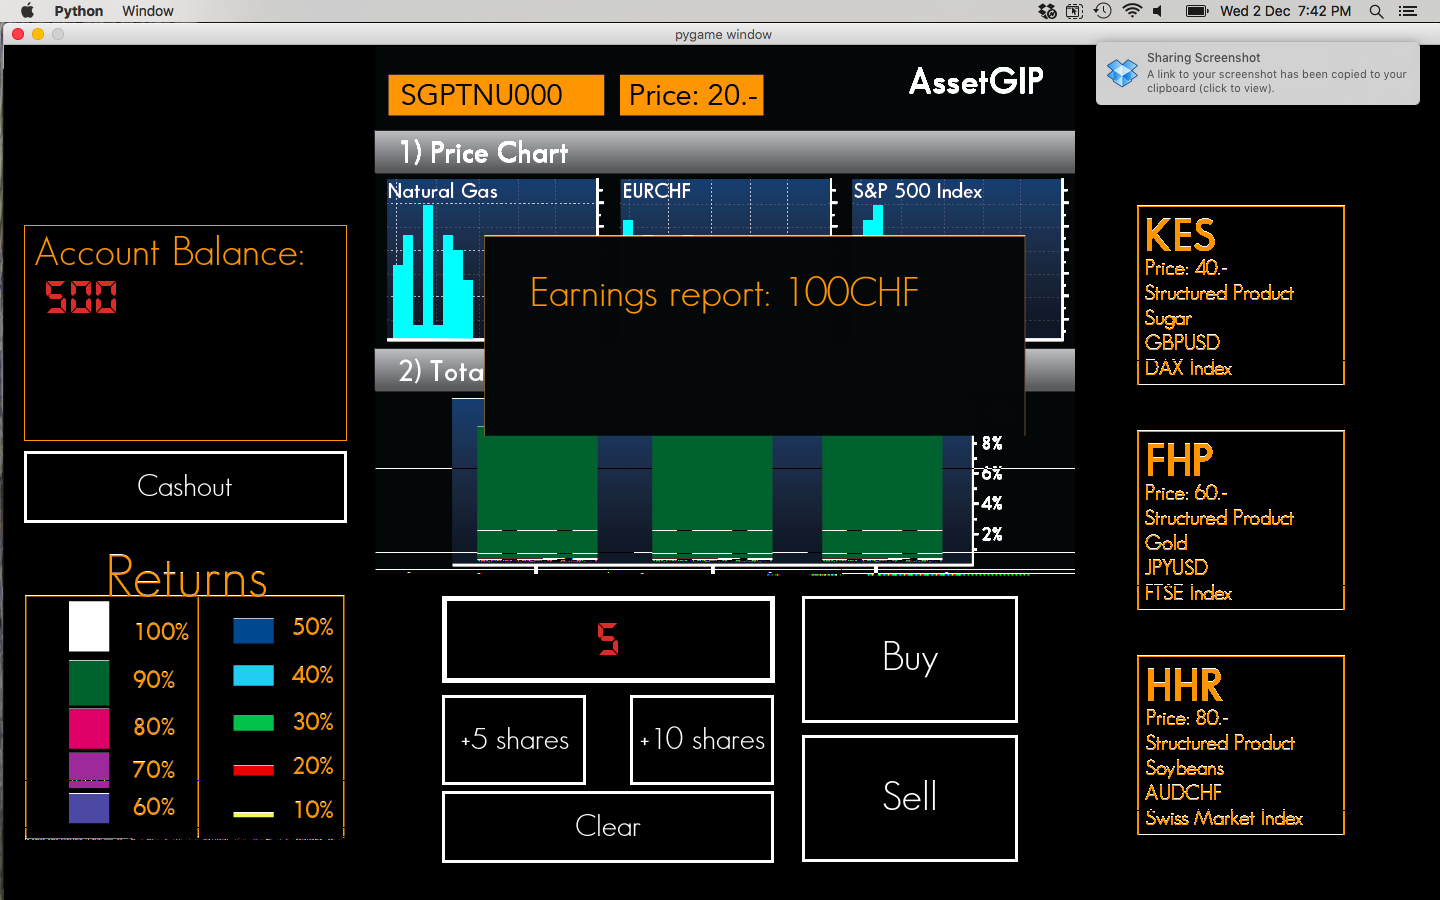 Python Window
Wed 2 Dec 7:42 PM
pygame window
Sharing Screenshot
A link to your screenshot has been copied to your
clipboard (click to view).
SGPTNU000
Price: 20.-
AssetGIP
1) Price Chart
Natural Gas
EURCHF
S&P 500 Index
Earnings report: 100CHF
2) Tota
8%
6%
4%
2%
Account Balance:
500
Cashout
Returns
100%
90%
80%
70%
60%
50%
40%
30%
20%
10%
5
+5 shares
+10 shares
Clear
Buy
Sell
KES
Price: 40.-
Structured Product
Sugar
GBPUSD
DAX Index
FHP
Price: 60.-
Structured Product
Gold
JPYUSD
FTSE Index
HHR
Price: 80.-
Structured Product
Soybeans
AUDCHF
Swiss Market Index